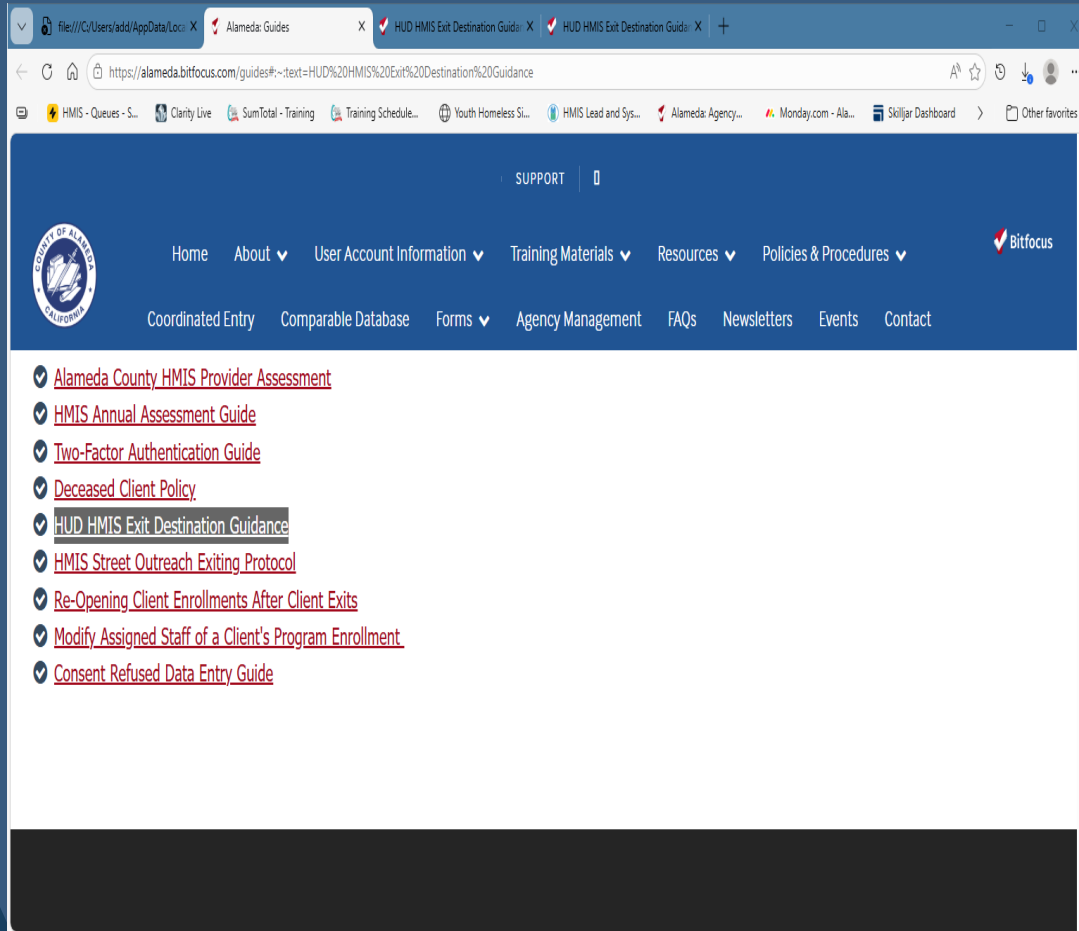 file:///C:/Users/add/AppData/Loca
Alameda: Guides
HUD HMIS Exit Destination Guidan
HUD HMIS Exit Destination Guidan
https://alameda.bitfocus.com/guides#:~:text=HUD%20HMIS%20Exit%20Destination%20Guidance
HMIS - Queues - S...
Clarity Live
SumTotal - Training
Training Schedule...
Youth Homeless Si...
HMIS Lead and Sys...
Alameda: Agency...
Monday.com - Ala...
Skilljar Dashboard
Other favorites
SUPPORT
COUNTY OF ALAMEDA
CALIFORNIA
Home About User Account Information Training Materials Resources Policies & Procedures
Bitfocus
Coordinated Entry Comparable Database Forms Agency Management FAQs Newsletters Events Contact
Alameda County HMIS Provider Assessment
HMIS Annual Assessment Guide
Two-Factor Authentication Guide
Deceased Client Policy
HUD HMIS Exit Destination Guidance
HMIS Street Outreach Exiting Protocol
Re-Opening Client Enrollments After Client Exits
Modify Assigned Staff of a Client's Program Enrollment
Consent Refused Data Entry Guide